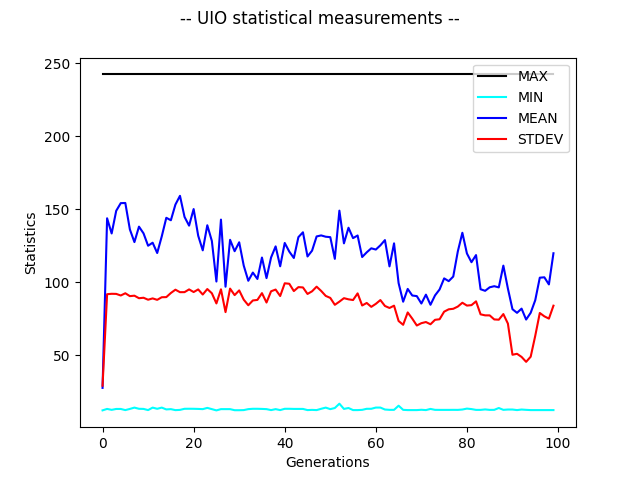 -- UIO statistical measurements --
250
200
150
100
50
0
20
40
60
80
100
Statistics
Generations
MAX
MIN
MEAN
STDEV